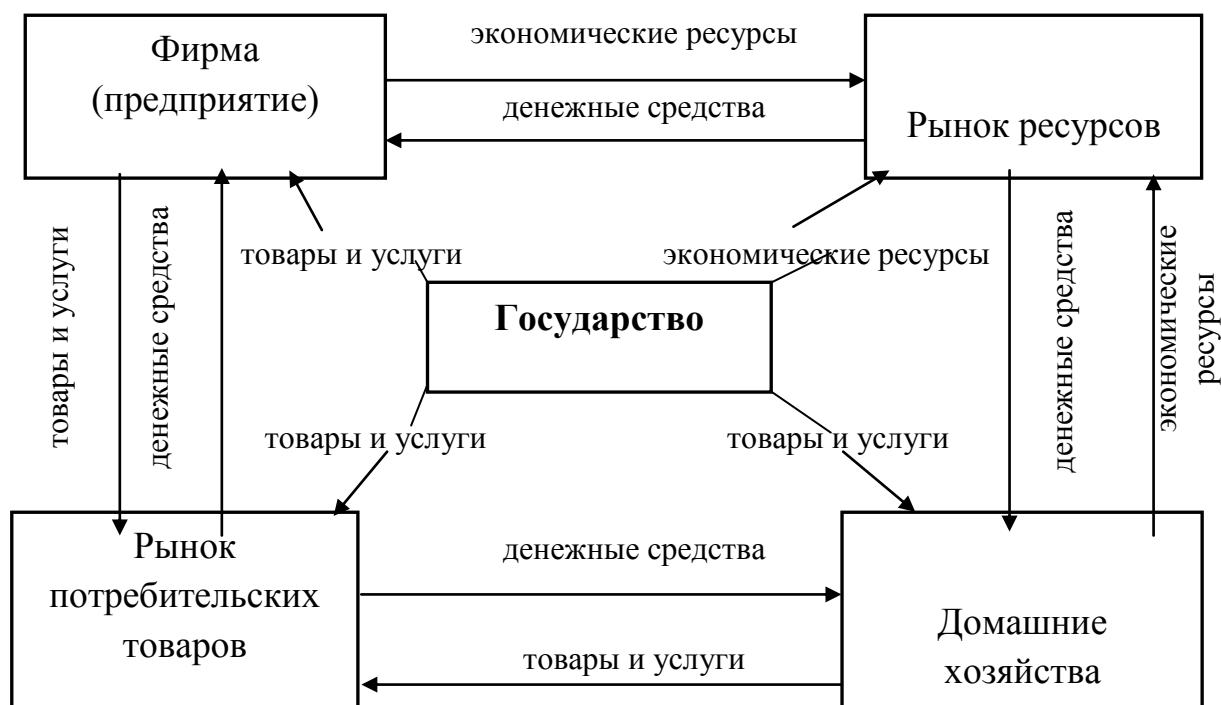 Фирма
(предприятие)
экономические ресурсы
денежные средства
Рынок ресурсов
товары и услуги
денежные средства
товары и услуги
экономические ресурсы
Государство
денежные средства
экономические
ресурсы
товары и услуги
товары и услуги
Рынок
потребительских
товаров
денежные средства
товары и услуги
Домашние
хозяйства